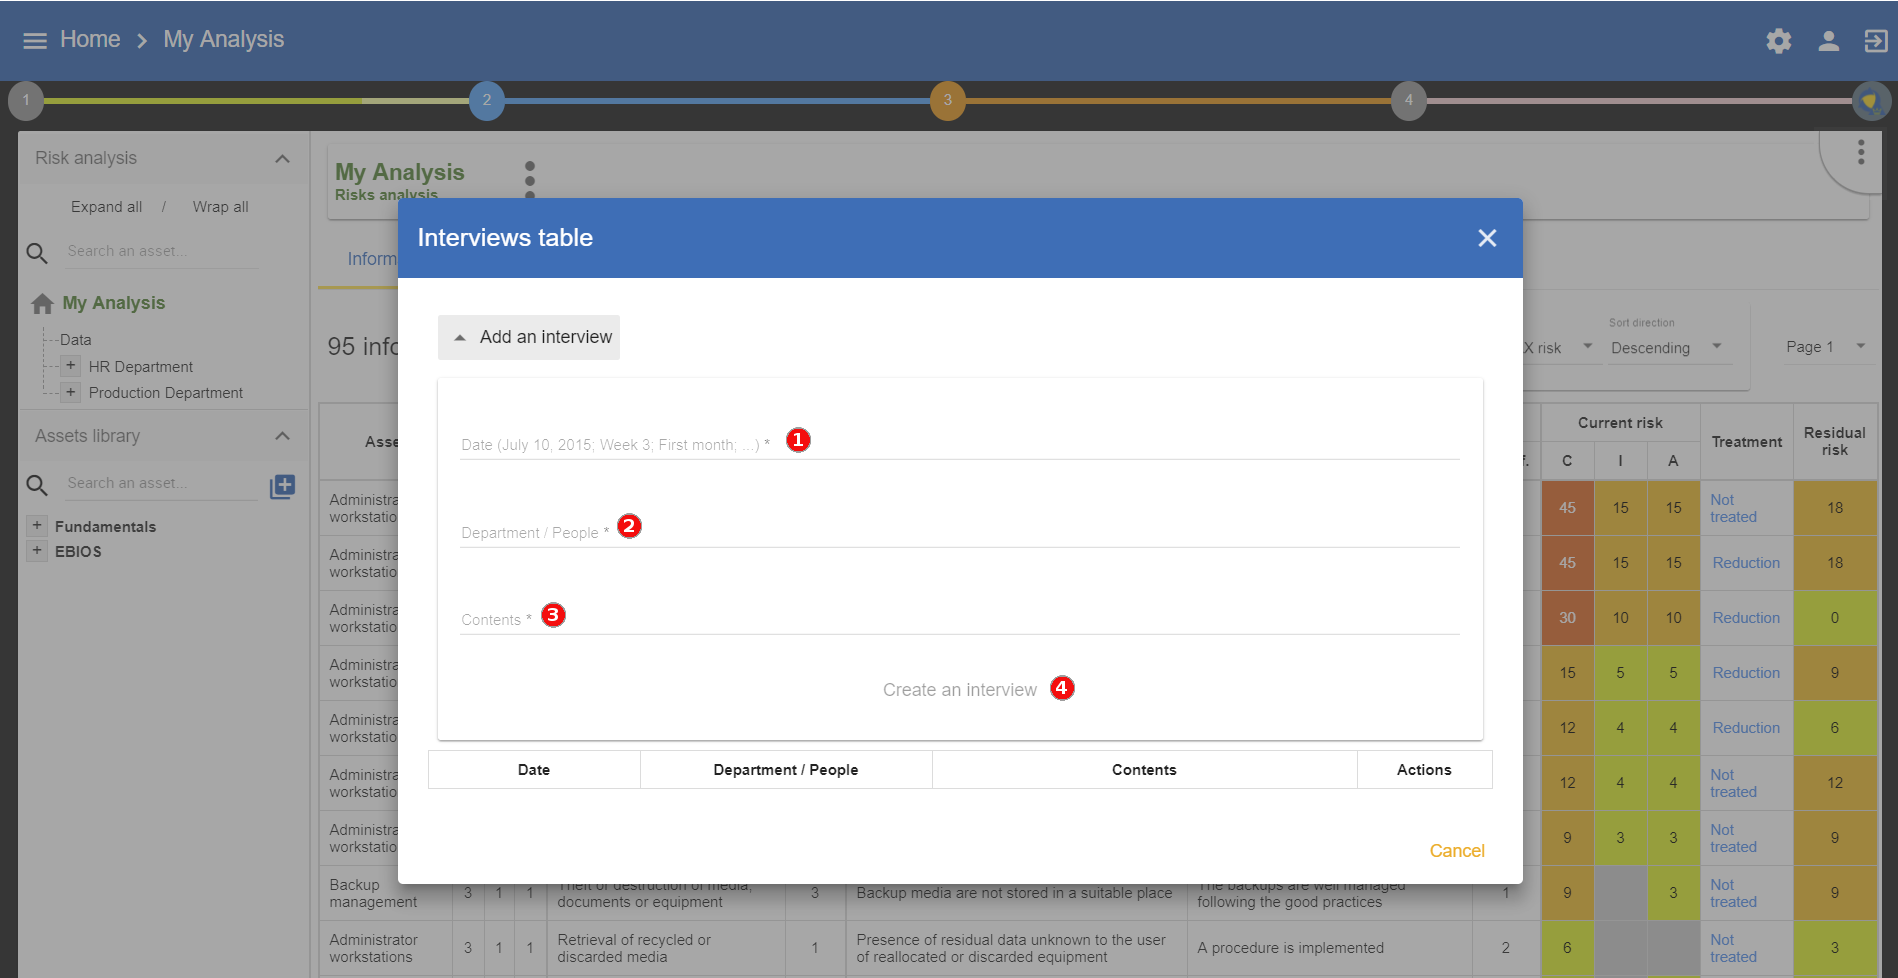 Home > My Analysis
1
2
3
4
Risk analysis
Expand all / Wrap all
Search an asset...
My Analysis
Data
+ HR Department
+ Production Department
Assets library
Search an asset...
+ Fundamentals
+ EBIOS
My Analysis
Risks analysis
Inform
95 info
X risk
Sort direction
Descending
Page 1
Interviews table
Add an interview
Date (July 10, 2015; Week 3; First month; ...) * 1
Department / People * 2
Contents * 3
Create an interview 4
Date Department / People Contents Actions
Cancel
Asse
Current risk
Treatment
Residual
risk
C I A
Administra
workstatio
45 15 15 Not
treated 18
Administra
workstatio
45 15 15 Reduction 18
Administra
workstatio
30 10 10 Reduction 0
Administra
workstatio
15 5 5 Reduction 9
Administra
workstatio
12 4 4 Reduction 6
Administra
workstatio
12 4 4 Not
treated 12
Administra
workstatio
9 3 3 Not
treated 9
Backup
management
3 1 1 Theft or destruction of media,
documents or equipment
3 Backup media are not stored in a suitable place
The backups are well managed
following the good practices
1 9 3 Not
treated 9
Administrator
workstations
3 1 1 Retrieval of recycled or
discarded media
1 Presence of residual data unknown to the user
of reallocated or discarded equipment
A procedure is implemented 2 6 Not
treated 3